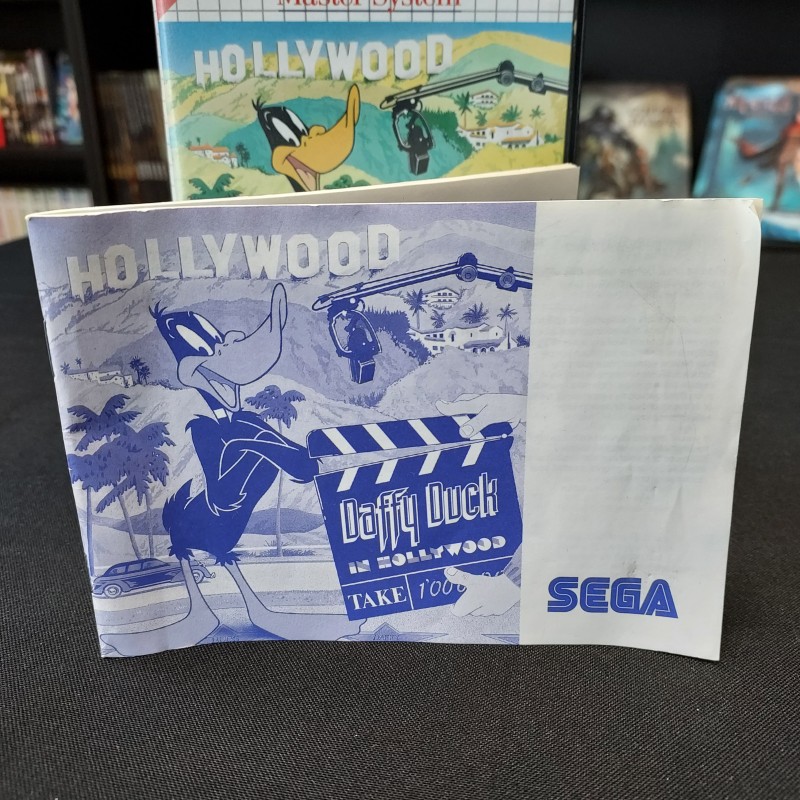 Master System
HOLLYWOOD
HOLLYWOOD
Daffy Duck
IN HOLLYWOOD
TAKE
SEGA